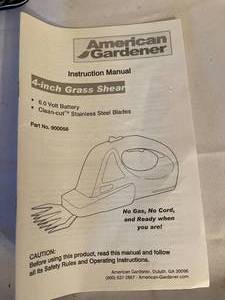 American
Gardener
Instruction Manual
4-inch Grass Shear
• 6.0 Volt Battery
• Clean-cut™ Stainless Steel Blades
Part No. 900056
No Gas, No Cord,
and Ready when
you are!
CAUTION:
Before using this product, read this manual and follow
all its Safety Rules and Operating Instructions.
American Gardener, Duluth, GA 30096